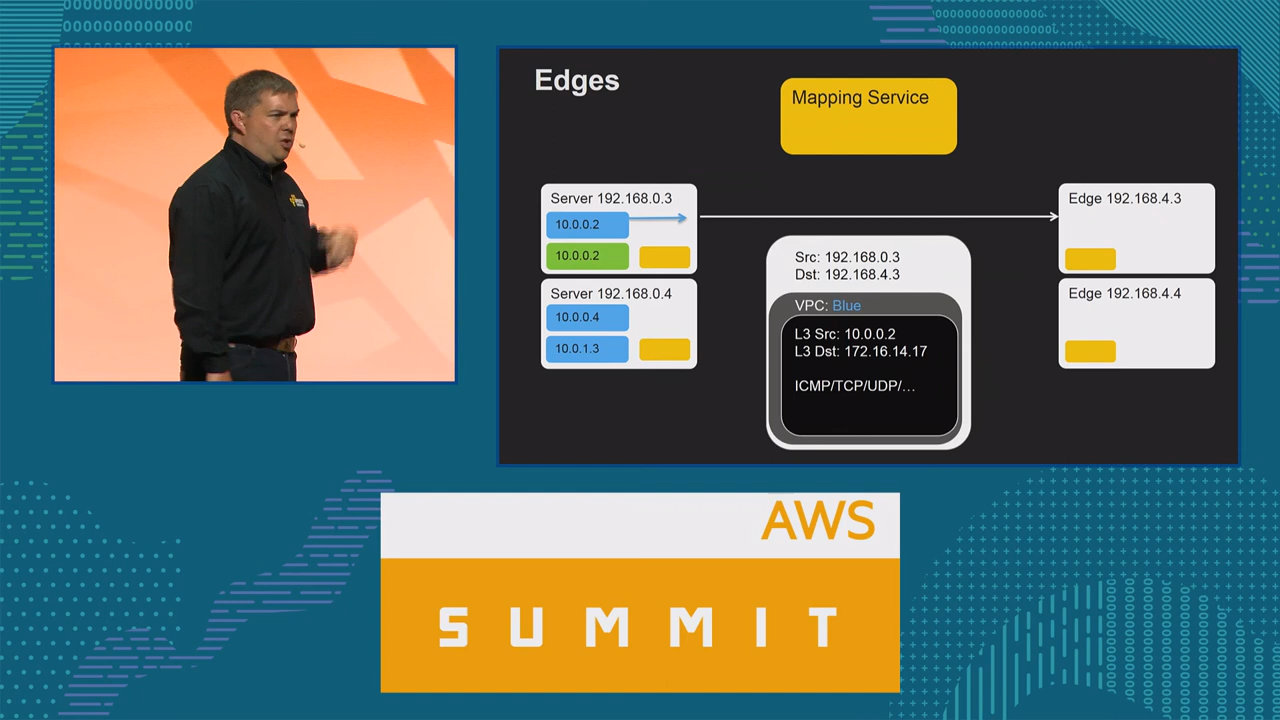 Edges
Mapping Service
Server 192.168.0.3
10.0.0.2
10.0.0.2
Server 192.168.0.4
10.0.0.4
10.0.1.3
Src: 192.168.0.3
Dst: 192.168.4.3
VPC: Blue
L3 Src: 10.0.0.2
L3 Dst: 172.16.14.17
ICMP/TCP/UDP/…
Edge 192.168.4.3
Edge 192.168.4.4
AWS
SUMMIT